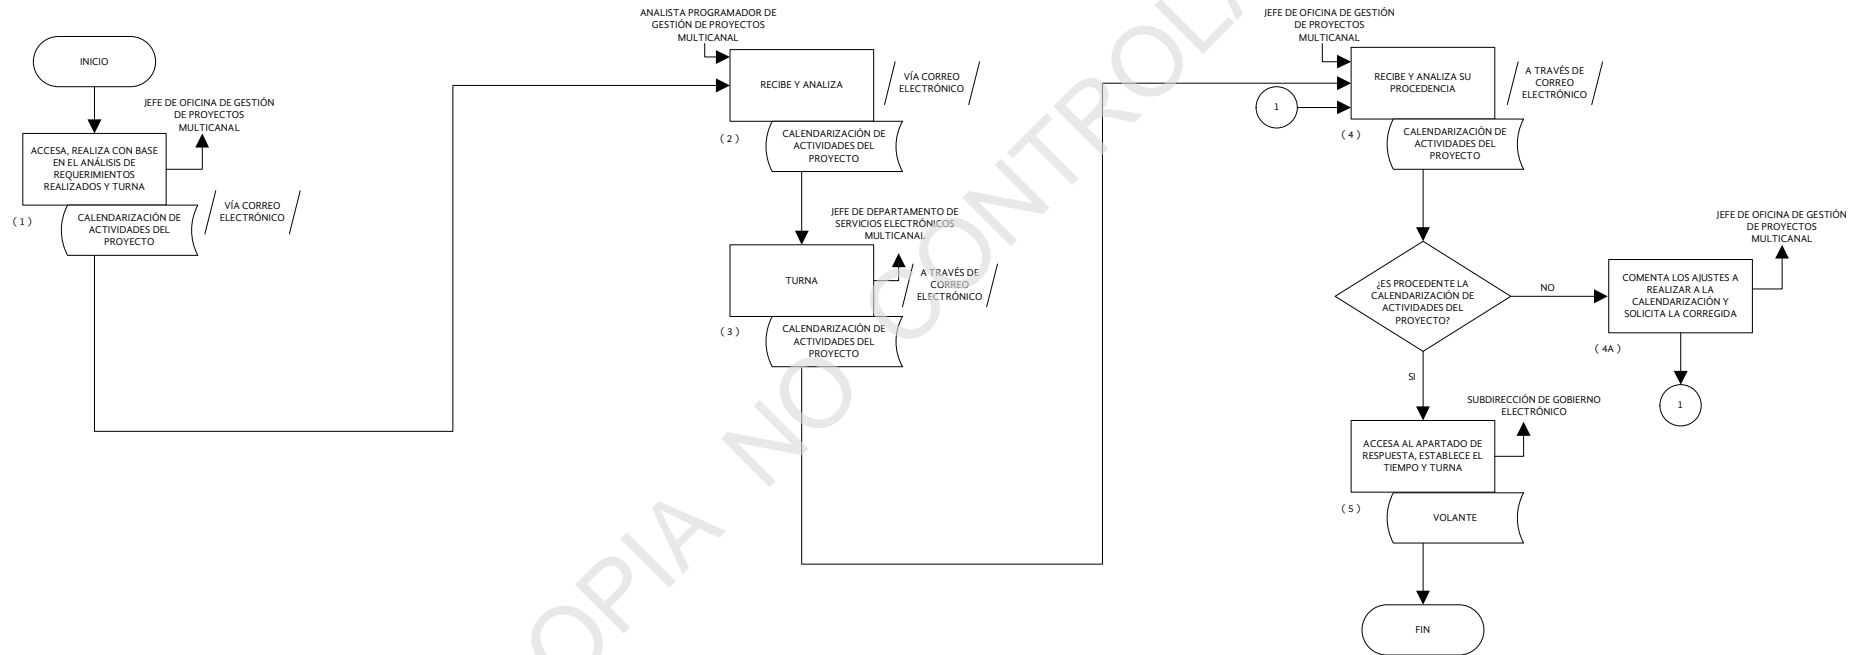 INICIO
JEFE DE OFICINA DE GESTIÓN
DE PROYECTOS
MULTICANAL
ACCESA, REALIZA CON BASE
EN EL ANÁLISIS DE
REQUERIMIENTOS
REALIZADOS Y TURNA
( 1 )
CALENDARIZACIÓN DE
ACTIVIDADES DEL
PROYECTO
VÍA CORREO
ELECTRÓNICO
ANALISTA PROGRAMADOR DE
GESTIÓN DE PROYECTOS
MULTICANAL
RECIBE Y ANALIZA
VÍA CORREO
ELECTRÓNICO
( 2 )
CALENDARIZACIÓN DE
ACTIVIDADES DEL
PROYECTO
JEFE DE DEPARTAMENTO DE
SERVICIOS ELECTRÓNICOS
MULTICANAL
TURNA
A TRAVÉS DE
CORREO
ELECTRÓNICO
( 3 )
CALENDARIZACIÓN DE
ACTIVIDADES DEL
PROYECTO
JEFE DE OFICINA DE GESTIÓN
DE PROYECTOS
MULTICANAL
RECIBE Y ANALIZA SU
PROCEDENCIA
A TRAVÉS DE
CORREO
ELECTRÓNICO
1
( 4 )
CALENDARIZACIÓN DE
ACTIVIDADES DEL
PROYECTO
¿ES PROCEDENTE LA
CALENDARIZACIÓN DE
ACTIVIDADES DEL
PROYECTO?
NO
JEFE DE OFICINA DE GESTIÓN
DE PROYECTOS
MULTICANAL
COMENTA LOS AJUSTES A
REALIZAR A LA
CALENDARIZACIÓN Y
SOLICITA LA CORREGIDA
( 4A )
1
SI
SUBDIRECCIÓN DE GOBIERNO
ELECTRÓNICO
ACCESA AL APARTADO DE
RESPUESTA, ESTABLECE EL
TIEMPO Y TURNA
( 5 )
VOLANTE
FIN
OPIA NO CONTROLA